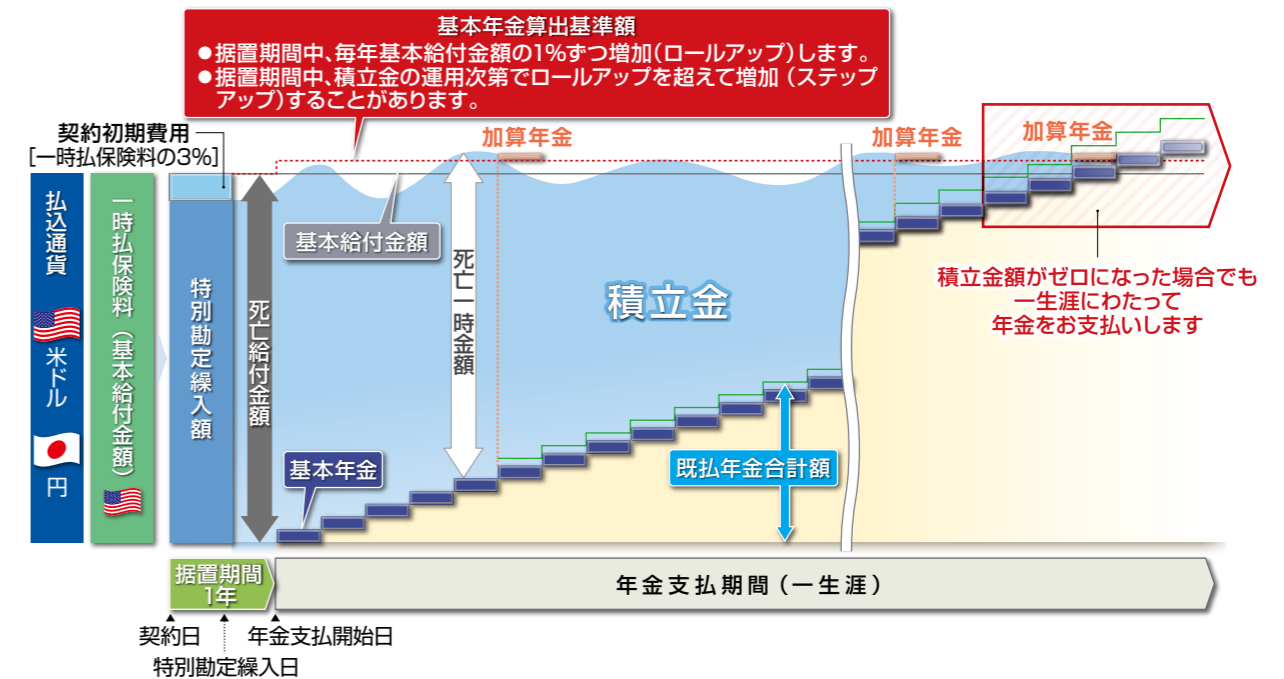 基本年金算出基準額
●据置期間中、毎年基本給付金額の1%ずつ増加(ロールアップ)します。
●据置期間中、積立金の運用次第でロールアップを超えて増加 (ステップ
アップ)することがあります。
契約初期費用
[一時払保険料の3%]
加算年金
加算年金
加算年金
払込通貨
米ドル
円
一時払保険料(基本給付金額)
特別勘定繰入額
死亡給付金額
基本給付金額
死亡一時金額
積立金
基本年金
既払年金合計額
積立金額がゼロになった場合でも
一生涯にわたって
年金をお支払いします
据置期間
1年
年金支払期間(一生涯)
契約日
年金支払開始日
特別勘定繰入日